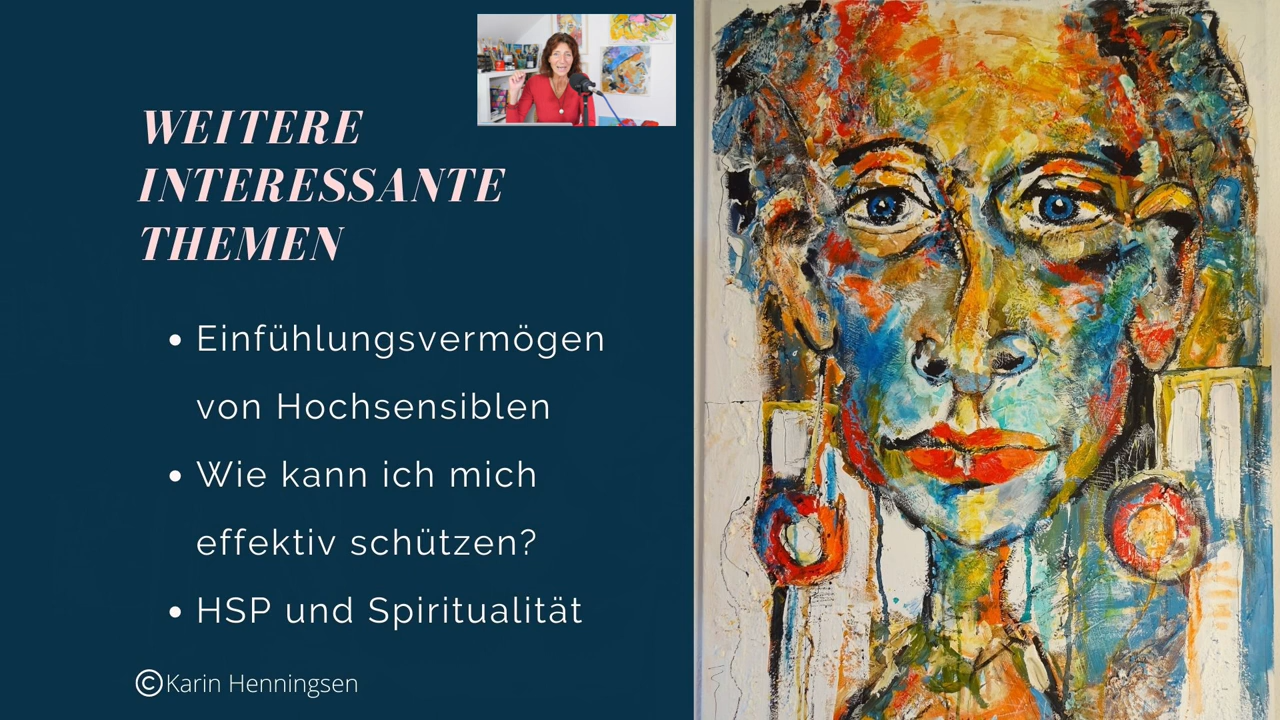 WEITERE
INTERESSANTE
THEMEN
• Einfühlungsvermögen
von Hochsensiblen
• Wie kann ich mich
effektiv schützen?
• HSP und Spiritualität
©Karin Henningsen